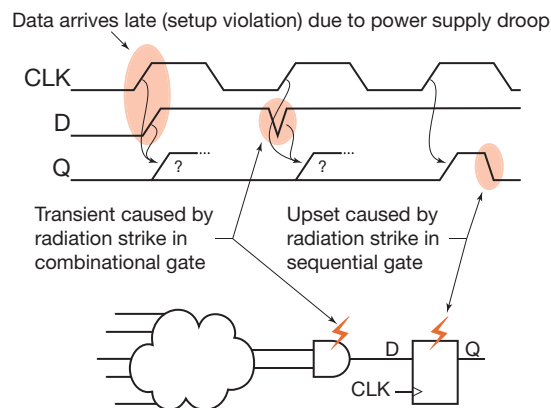 Data arrives late (setup violation) due to power supply droop
CLK
D
Q
? ...
? ...
Transient caused by
radiation strike in
combinational gate
Upset caused by
radiation strike in
sequential gate
D
Q
CLK